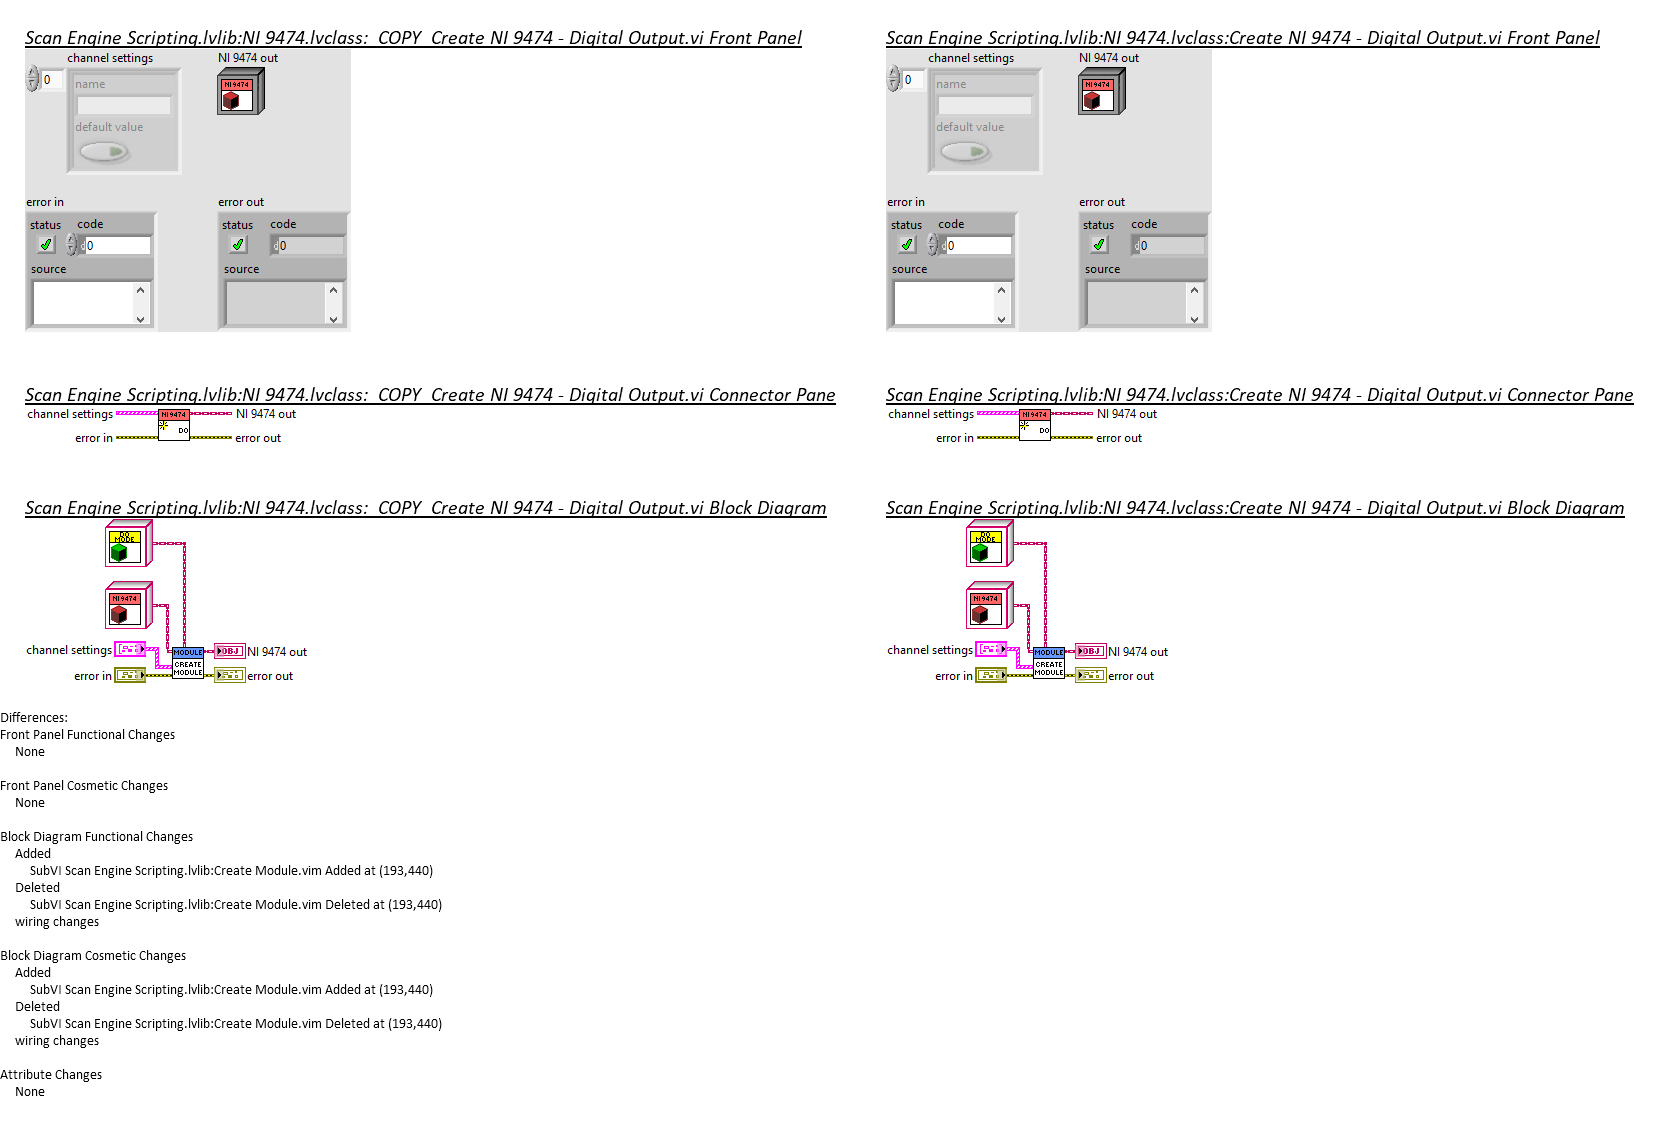 Scan Engine Scripting.lvlib:NI 9474.lvclass:_COPY_Create NI 9474 - Digital Output.vi Front Panel
channel settings
NI 9474 out
0
name
NI 9474
default value
error in
error out
status code
status code
0
0
source
source
Scan Engine Scripting.lvlib:NI 9474.lvclass:Create NI 9474 - Digital Output.vi Front Panel
channel settings
NI 9474 out
0
name
NI 9474
default value
error in
error out
status code
status code
0
0
source
source
Scan Engine Scripting.lvlib:NI 9474.lvclass:_COPY_Create NI 9474 - Digital Output.vi Connector Pane
channel settings
NI 9474
NI 9474 out
DO
error in
error out
Scan Engine Scripting.lvlib:NI 9474.lvclass:Create NI 9474 - Digital Output.vi Connector Pane
channel settings
NI 9474
NI 9474 out
DO
error in
error out
Scan Engine Scripting.lvlib:NI 9474.lvclass:_COPY_Create NI 9474 - Digital Output.vi Block Diagram
DO
MODE
NI 9474
channel settings
MODULE
OBJ
NI 9474 out
CREATE
MODULE
error in
error out
Scan Engine Scripting.lvlib:NI 9474.lvclass:Create NI 9474 - Digital Output.vi Block Diagram
DO
MODE
NI 9474
channel settings
MODULE
OBJ
NI 9474 out
CREATE
MODULE
error in
error out
Differences:
Front Panel Functional Changes
None
Front Panel Cosmetic Changes
None
Block Diagram Functional Changes
Added
SubVI Scan Engine Scripting.lvlib:Create Module.vim Added at (193,440)
Deleted
SubVI Scan Engine Scripting.lvlib:Create Module.vim Deleted at (193,440)
wiring changes
Block Diagram Cosmetic Changes
Added
SubVI Scan Engine Scripting.lvlib:Create Module.vim Added at (193,440)
Deleted
SubVI Scan Engine Scripting.lvlib:Create Module.vim Deleted at (193,440)
wiring changes
Attribute Changes
None